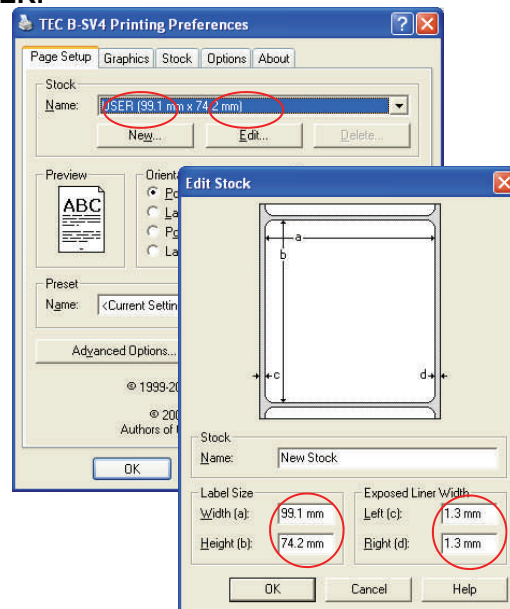 TEC B-SV4 Printing Preferences
Page Setup Graphics Stock Options About
Stock
Name: USER (99.1 mm x 74.2 mm)
New... Edit... Delete...
Preview
ABC
Preset
Name: <Current Settin
Advanced Options...
© 1999-20
© 200
Authors of
OK
Edit Stock
a
b
c d
Stock
Name: New Stock
Label Size
Width (a): 99.1 mm
Height (b): 74.2 mm
Exposed Liner Width
Left (c): 1.3 mm
Right (d): 1.3 mm
OK Cancel Help